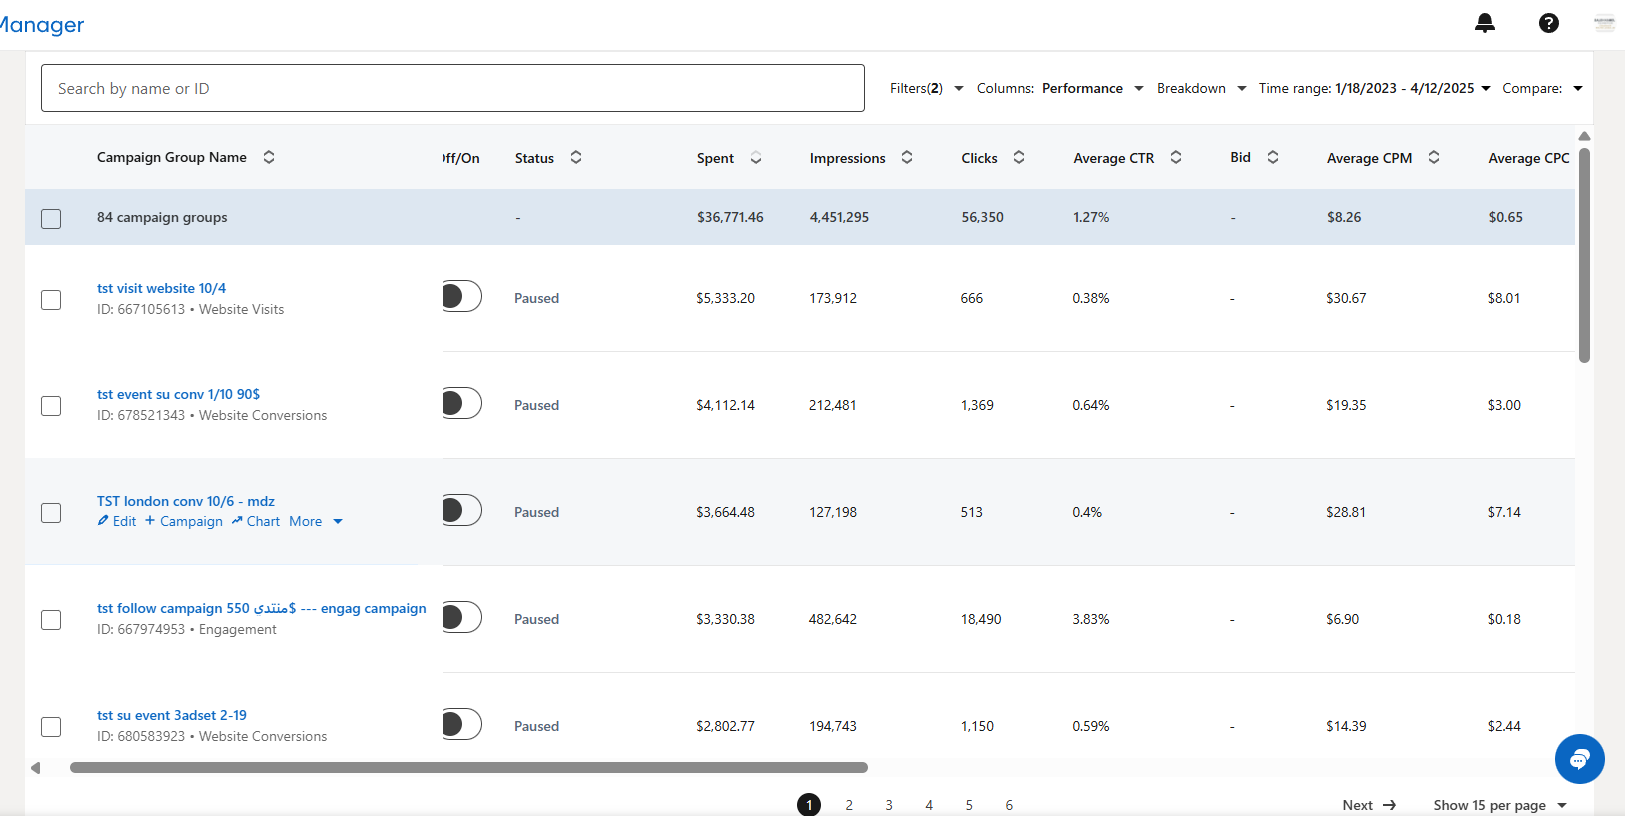 Manager
Search by name or ID
Filters(2) Columns: Performance Breakdown Time range: 1/18/2023 - 4/12/2025 Compare:
Campaign Group Name Off/On Status Spent Impressions Clicks Average CTR Bid Average CPM Average CPC
84 campaign groups - $36,771.46 4,451,295 56,350 1.27% - $8.26 $0.65
tst visit website 10/4
ID: 667105613 • Website Visits
Paused $5,333.20 173,912 666 0.38% - $30.67 $8.01
tst event su conv 1/10 90$
ID: 678521343 • Website Conversions
Paused $4,112.14 212,481 1,369 0.64% - $19.35 $3.00
TST london conv 10/6 - mdz
Edit + Campaign Chart More
Paused $3,664.48 127,198 513 0.4% - $28.81 $7.14
tst follow campaign 550 منتدى$ --- engag campaign
ID: 667974953 • Engagement
Paused $3,330.38 482,642 18,490 3.83% - $6.90 $0.18
tst su event 3adset 2-19
ID: 680583923 • Website Conversions
Paused $2,802.77 194,743 1,150 0.59% - $14.39 $2.44
1 2 3 4 5 6 Next → Show 15 per page